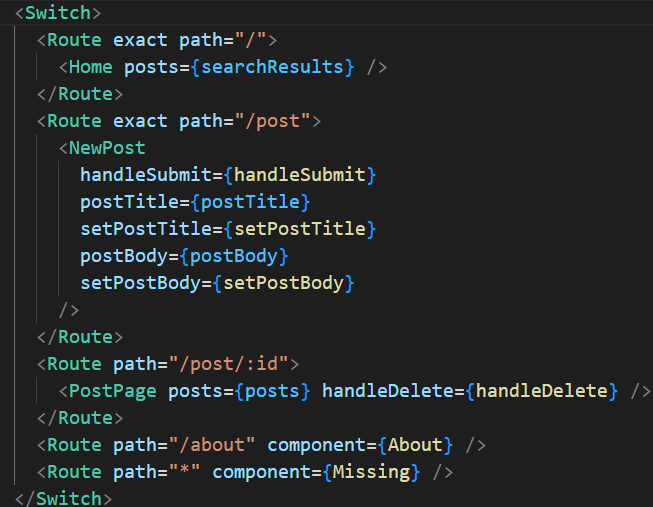 <Switch>
<Route exact path="/">
<Home posts={searchResults} />
</Route>
<Route exact path="/post">
<NewPost
handleSubmit={handleSubmit}
postTitle={postTitle}
setPostTitle={setPostTitle}
postBody={postBody}
setPostBody={setPostBody}
/>
</Route>
<Route path="/post/:id">
<PostPage posts={posts} handleDelete={handleDelete} />
</Route>
<Route path="/about" component={About} />
<Route path="*" component={Missing} />
</Switch>